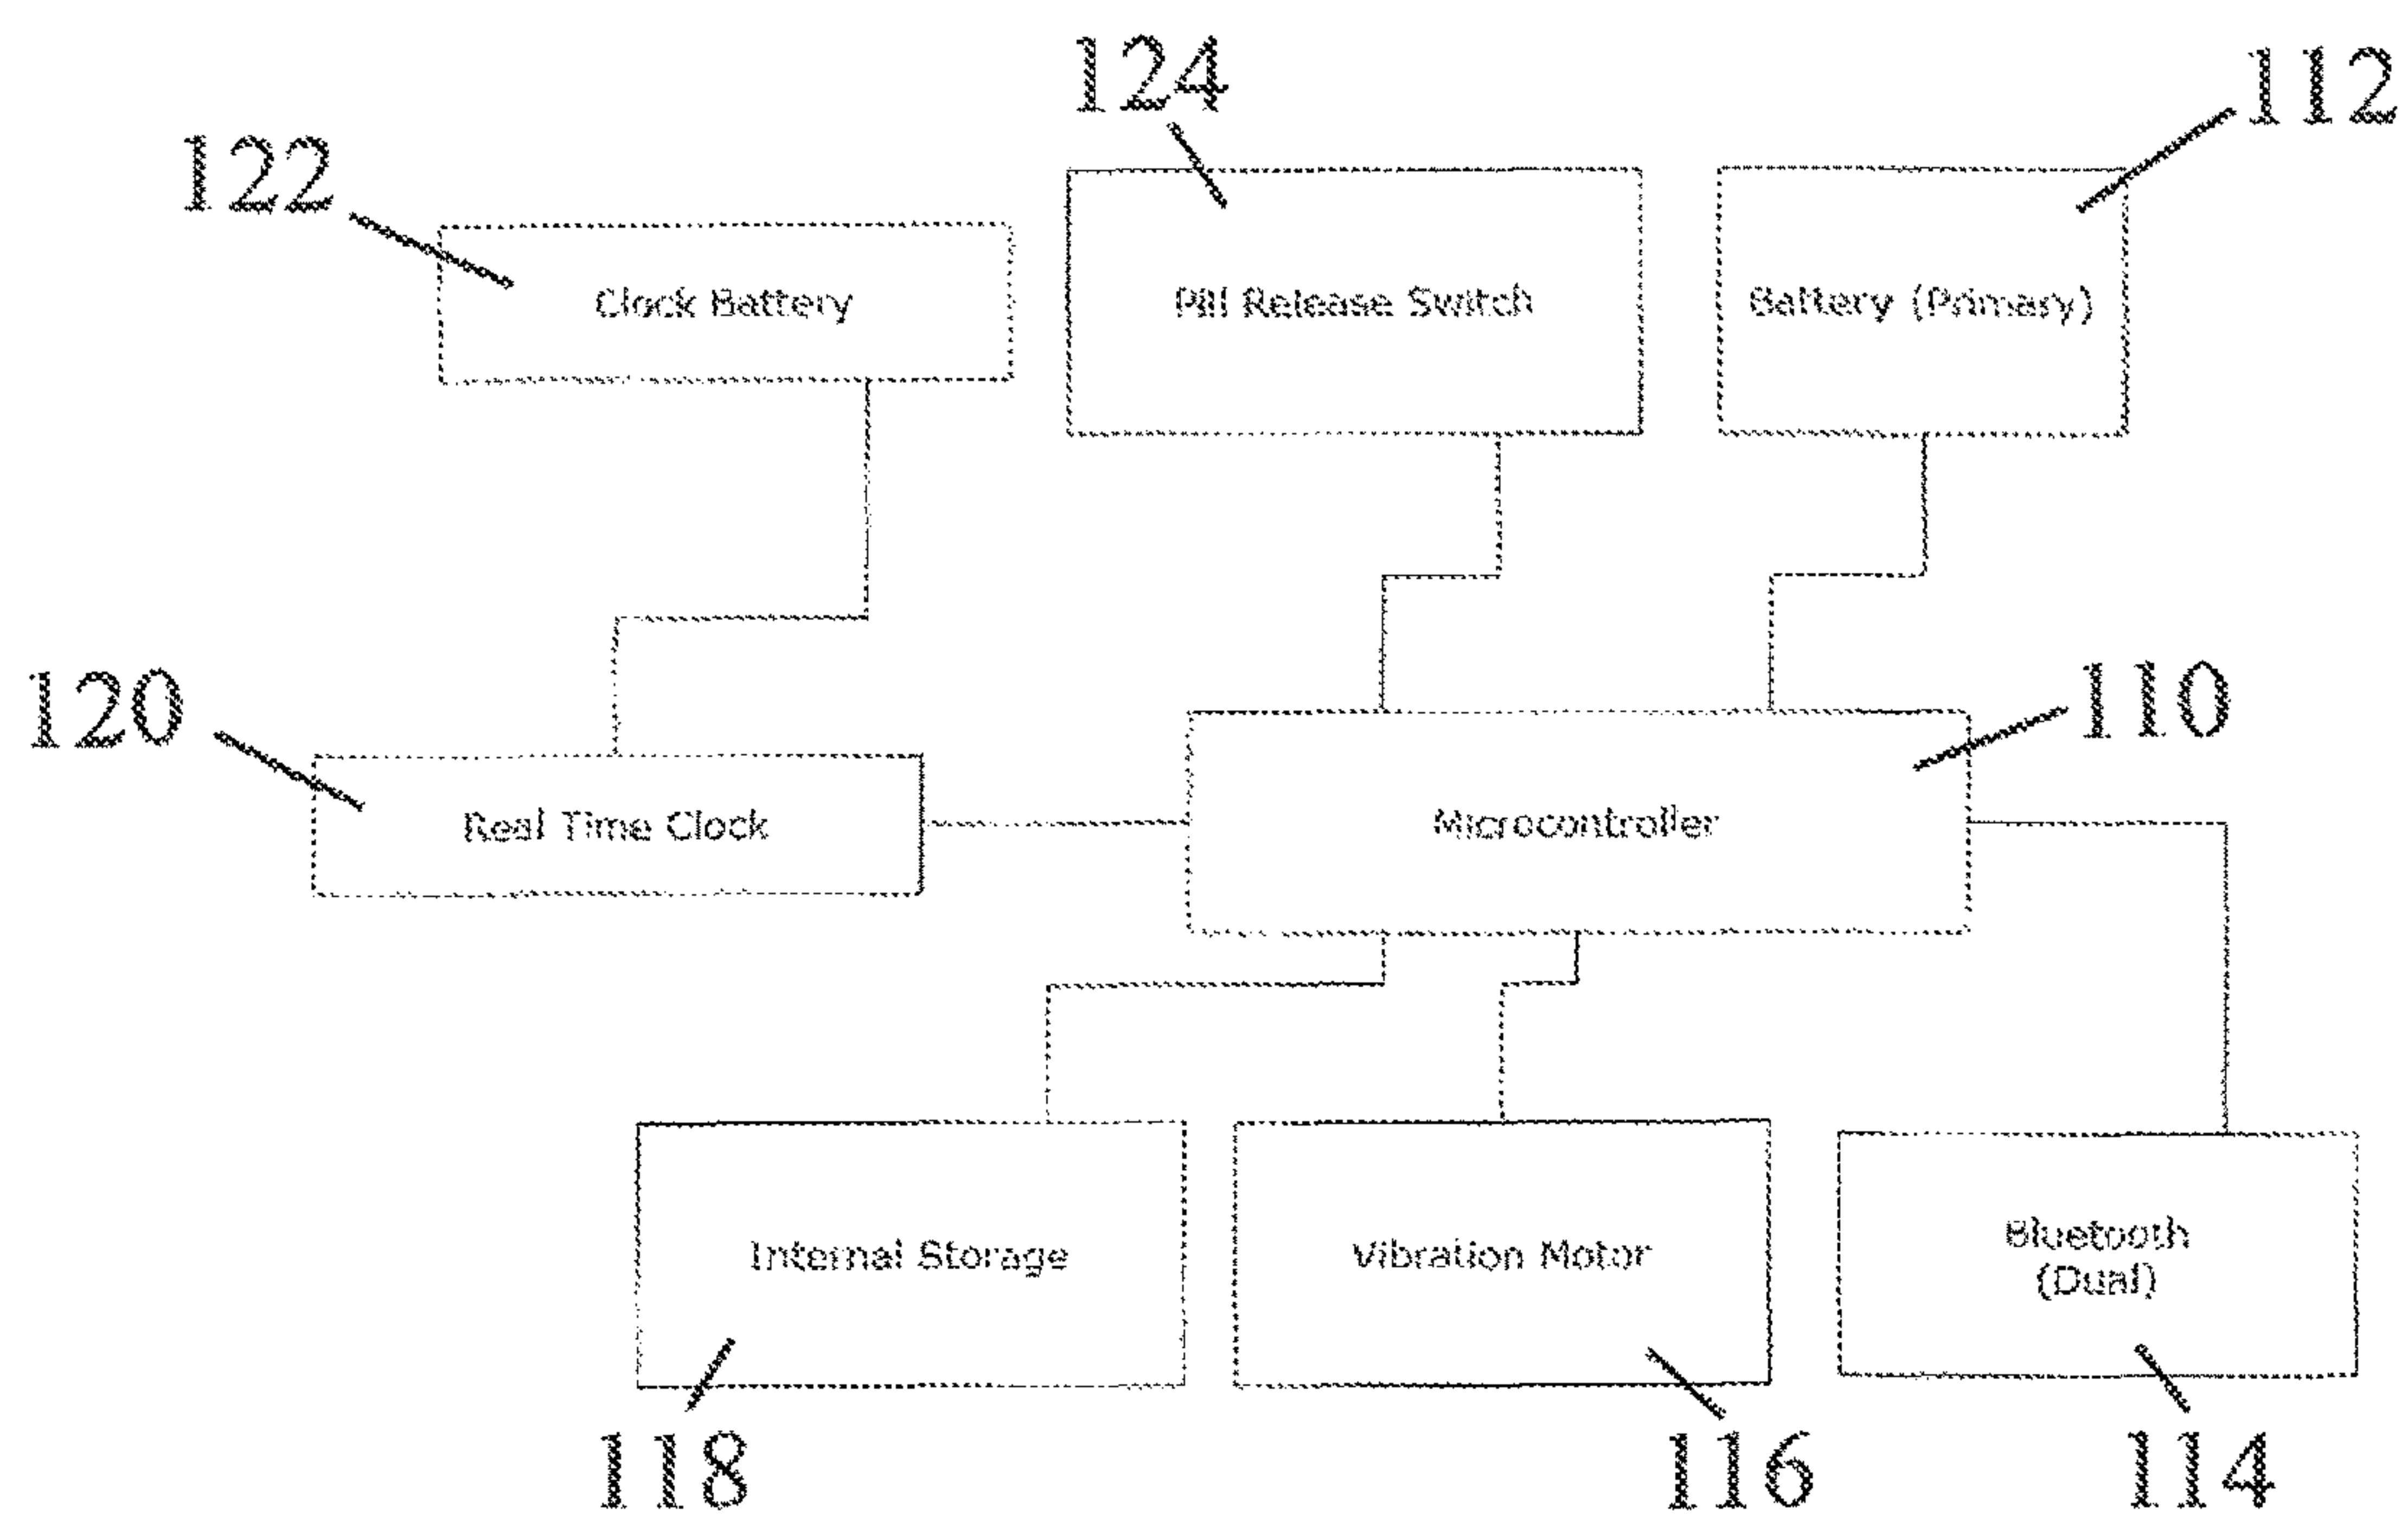 124
112
122
Clock Battery
Pill Release Switch
Battery (Primary)
120
110
Real Time Clock
Microcontroller
Internal Storage
Vibration Motor
Bluetooth
(Dual)
118
116
114